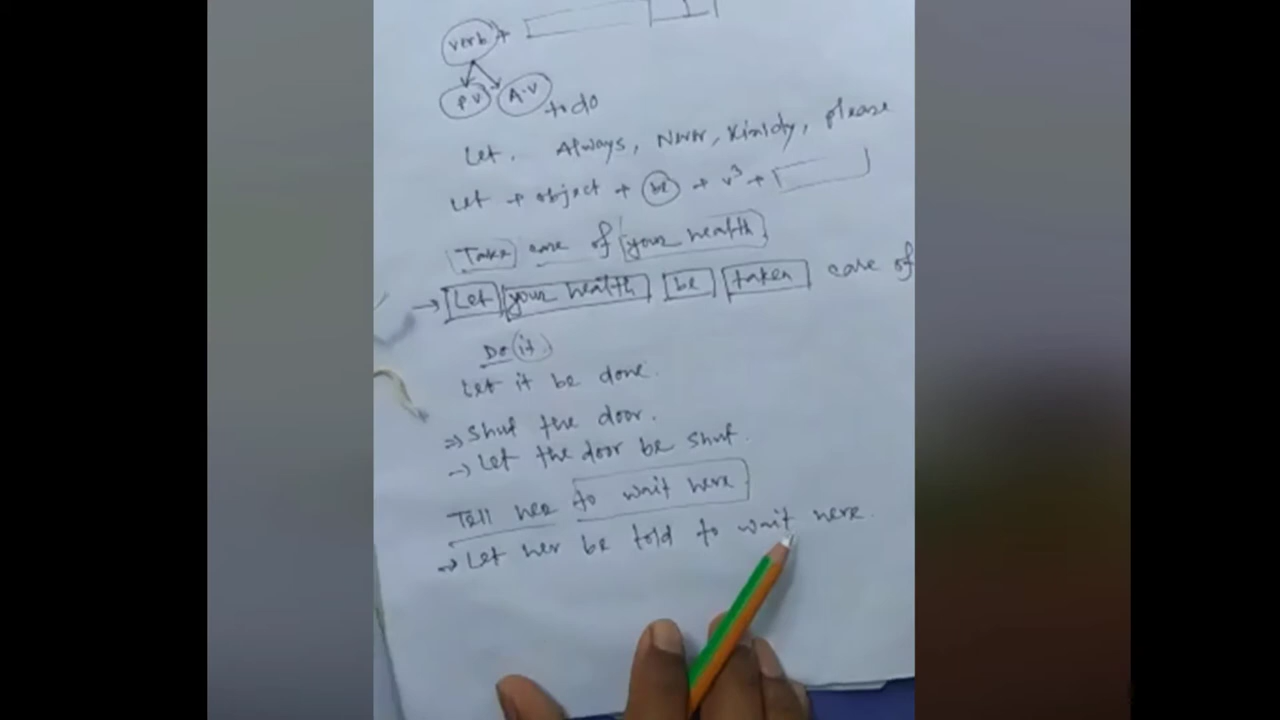 verb +
P.V A.V
to do
Let, Always, Never, Kindly, please
Let + object + be + v³ +
Take care of your health
→ Let your health be taken care of
Do it.
Let it be done.
⇒ Shut the door.
→ Let the door be shut.
Tell her to wait here
→ Let her be told to wait here.